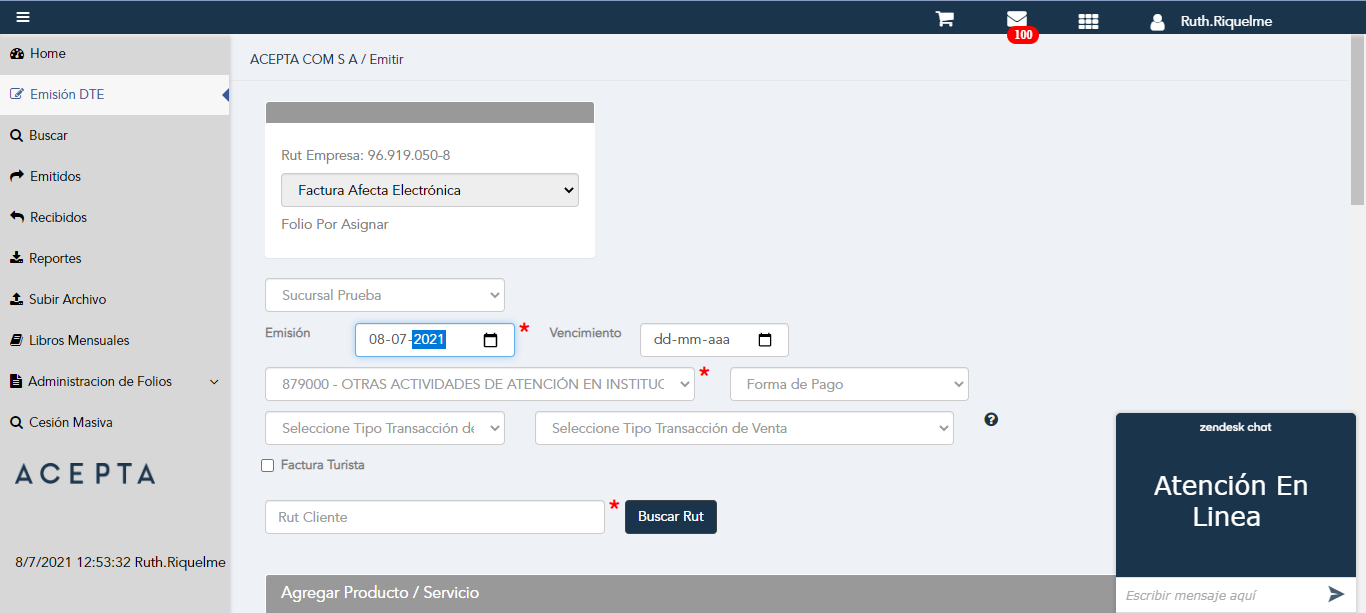 100
Ruth.Riquelme
Home
Emisión DTE
Buscar
Emitidos
Recibidos
Reportes
Subir Archivo
Libros Mensuales
Administracion de Folios
Cesión Masiva
ACEPTA
8/7/2021 12:53:32 Ruth.Riquelme
ACEPTA COM S A / Emitir
Rut Empresa: 96.919.050-8
Factura Afecta Electrónica
Folio Por Asignar
Sucursal Prueba
Emisión 08-07-2021 * Vencimiento dd-mm-aaa
879000 - OTRAS ACTIVIDADES DE ATENCIÓN EN INSTITUC * Forma de Pago
Seleccione Tipo Transacción de Seleccione Tipo Transacción de Venta ?
Factura Turista
Rut Cliente * Buscar Rut
Agregar Producto / Servicio
zendesk chat
Atención En
Linea
Escribir mensaje aquí